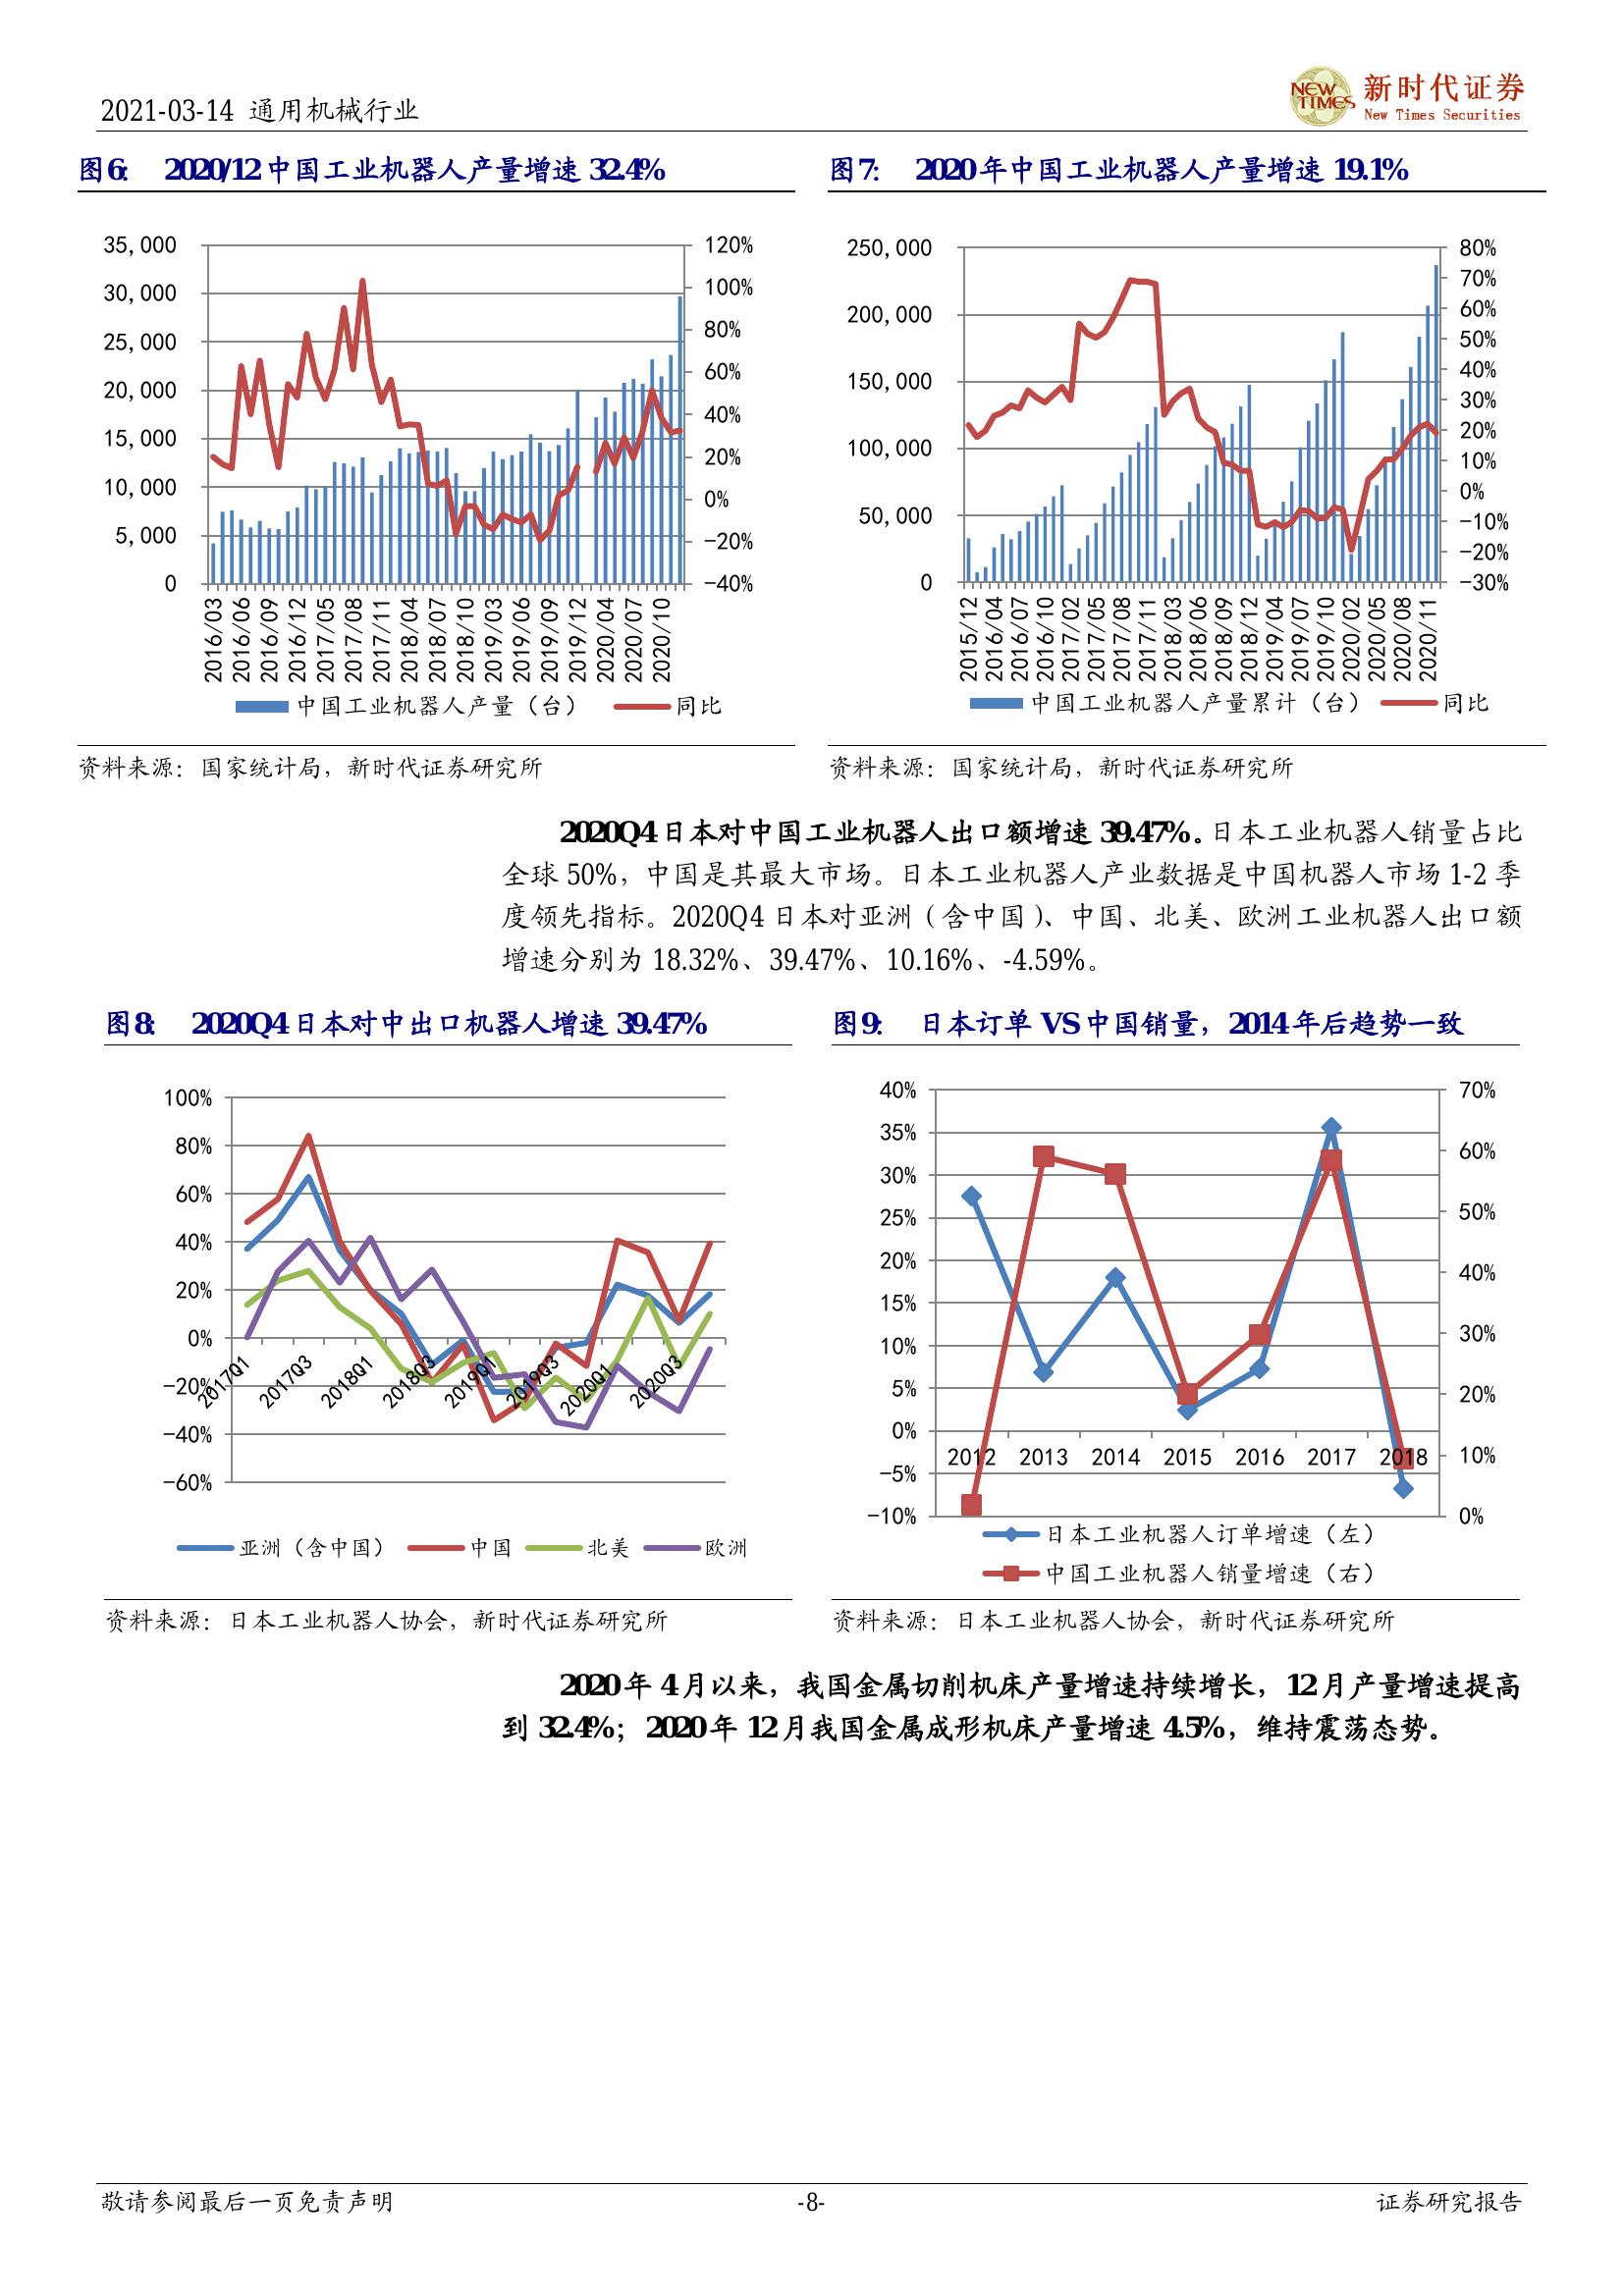 2021-03-14 通用机械行业
NEW TIMES
新时代证券
New Times Securities
图6: 2020/12中国工业机器人产量增速 32.4%
图7: 2020年中国工业机器人产量增速 19.1%
35,000
30,000
25,000
20,000
15,000
10,000
5,000
0
120%
100%
80%
60%
40%
20%
0%
-20%
-40%
2016/03
2016/06
2016/09
2016/12
2017/05
2017/08
2017/11
2018/04
2018/07
2018/10
2019/03
2019/06
2019/09
2019/12
2020/04
2020/07
2020/10
中国工业机器人产量（台） 同比
250,000
200,000
150,000
100,000
50,000
0
80%
70%
60%
50%
40%
30%
20%
10%
0%
-10%
-20%
-30%
2015/12
2016/04
2016/07
2016/10
2017/02
2017/05
2017/08
2017/11
2018/03
2018/06
2018/09
2018/12
2019/04
2019/07
2019/10
2020/02
2020/05
2020/08
2020/11
中国工业机器人产量累计（台） 同比
资料来源：国家统计局，新时代证券研究所
资料来源：国家统计局，新时代证券研究所
2020Q4日本对中国工业机器人出口额增速 39.47%。日本工业机器人销量占比
全球 50%，中国是其最大市场。日本工业机器人产业数据是中国机器人市场 1-2 季
度领先指标。2020Q4 日本对亚洲（含中国）、中国、北美、欧洲工业机器人出口额
增速分别为 18.32%、39.47%、10.16%、-4.59%。
图8: 2020Q4日本对中出口机器人增速 39.47%
图9: 日本订单 VS 中国销量，2014 年后趋势一致
100%
80%
60%
40%
20%
0%
-20%
-40%
-60%
2017Q1
2017Q3
2018Q1
2018Q3
2019Q1
2019Q3
2020Q1
2020Q3
亚洲（含中国） 中国 北美 欧洲
40%
35%
30%
25%
20%
15%
10%
5%
0%
-5%
-10%
70%
60%
50%
40%
30%
20%
10%
0%
2012 2013 2014 2015 2016 2017 2018
日本工业机器人订单增速（左）
中国工业机器人销量增速（右）
资料来源：日本工业机器人协会，新时代证券研究所
资料来源：日本工业机器人协会，新时代证券研究所
2020年 4月以来，我国金属切削机床产量增速持续增长，12月产量增速提高
到 32.4%；2020年 12月我国金属成形机床产量增速 4.5%，维持震荡态势。
敬请参阅最后一页免责声明
-8-
证券研究报告